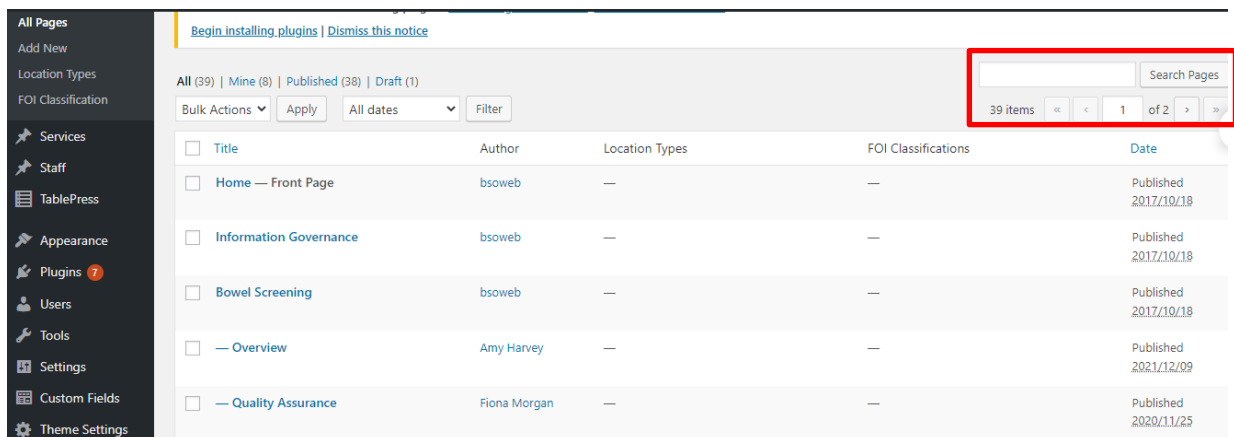 All Pages
Add New
Location Types
FOI Classification
Services
Staff
TablePress
Appearance
Plugins 7
Users
Tools
Settings
Custom Fields
Theme Settings
Begin installing plugins | Dismiss this notice
All (39) | Mine (8) | Published (38) | Draft (1)
Search Pages
Bulk Actions Apply All dates Filter
39 items « ‹ 1 of 2 › »
Title Author Location Types FOI Classifications Date
Home — Front Page bsoweb — — Published
2017/10/18
Information Governance bsoweb — — Published
2017/10/18
Bowel Screening bsoweb — — Published
2017/10/18
— Overview Amy Harvey — — Published
2021/12/09
— Quality Assurance Fiona Morgan — — Published
2020/11/25